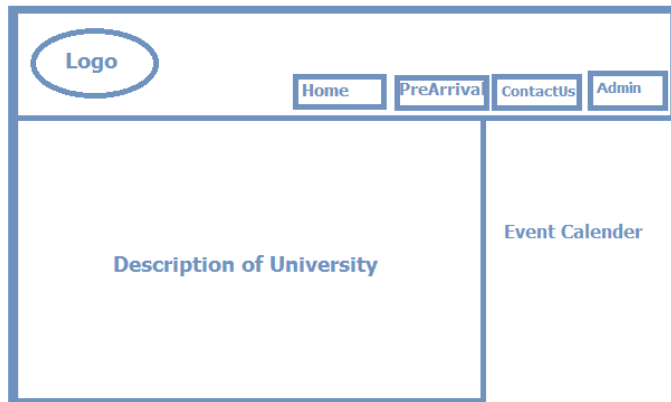 Logo
Home
PreArrival
ContactUs
Admin
Description of University
Event Calender